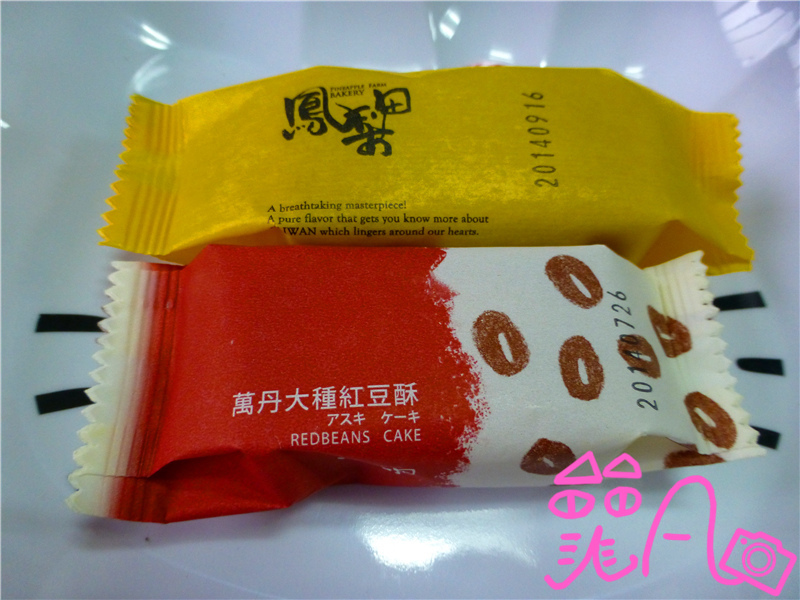 PINEAPPLE FARM
BAKERY
鳳梨田
20140916
A breathtaking masterpiece!
A pure flavor that gets you know more about
WAN which lingers around our hearts.
20140726
萬丹大種紅豆酥
アスキ ケーキ
REDBEANS CAKE